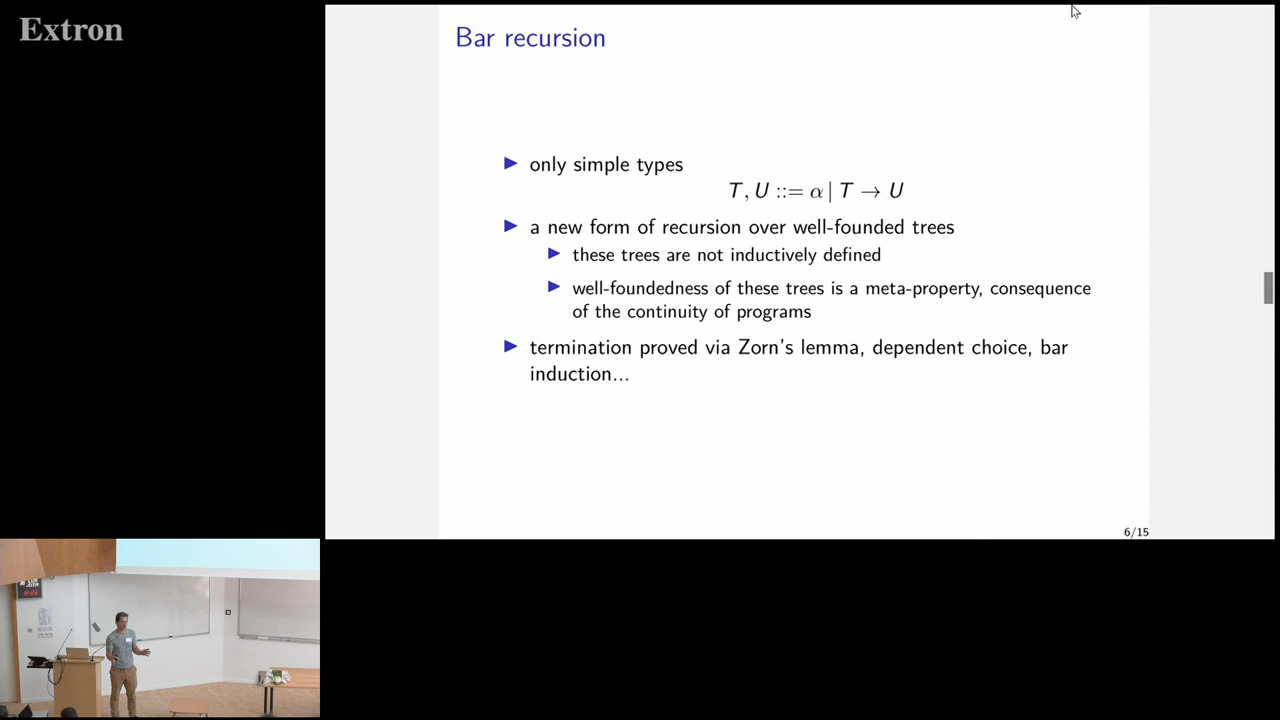 Extron
Bar recursion
▶ only simple types
T, U ::= α | T → U
▶ a new form of recursion over well-founded trees
▶ these trees are not inductively defined
▶ well-foundedness of these trees is a meta-property, consequence
of the continuity of programs
▶ termination proved via Zorn's lemma, dependent choice, bar
induction...
6/15